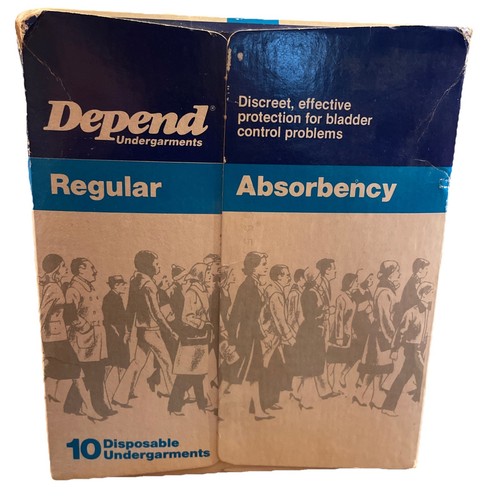 Depend®
Undergarments
Discreet, effective
protection for bladder
control problems
Regular Absorbency
10 Disposable
Undergarments